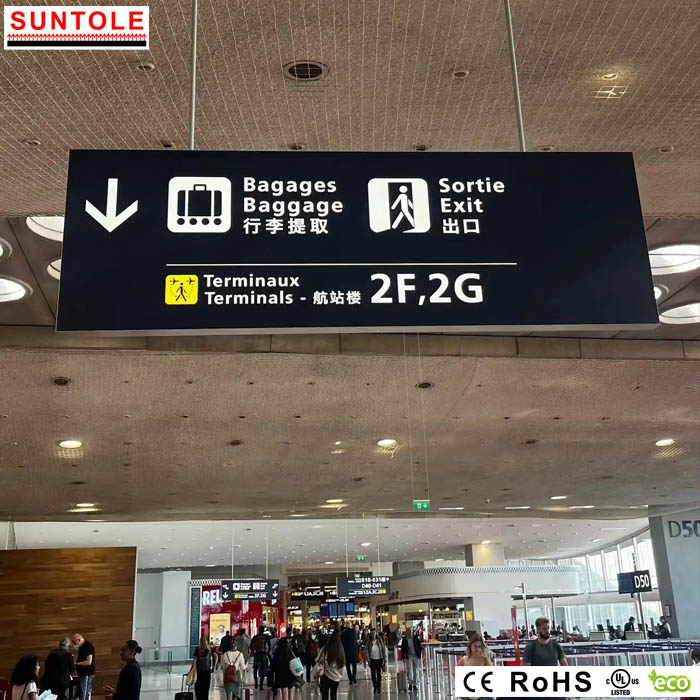 SUNTOLE
Bagages
Baggage
行李提取
Sortie
Exit
出口
Terminaux
Terminals - 航站楼
2F,2G
D50
D50
CE RoHS UL LISTED eco